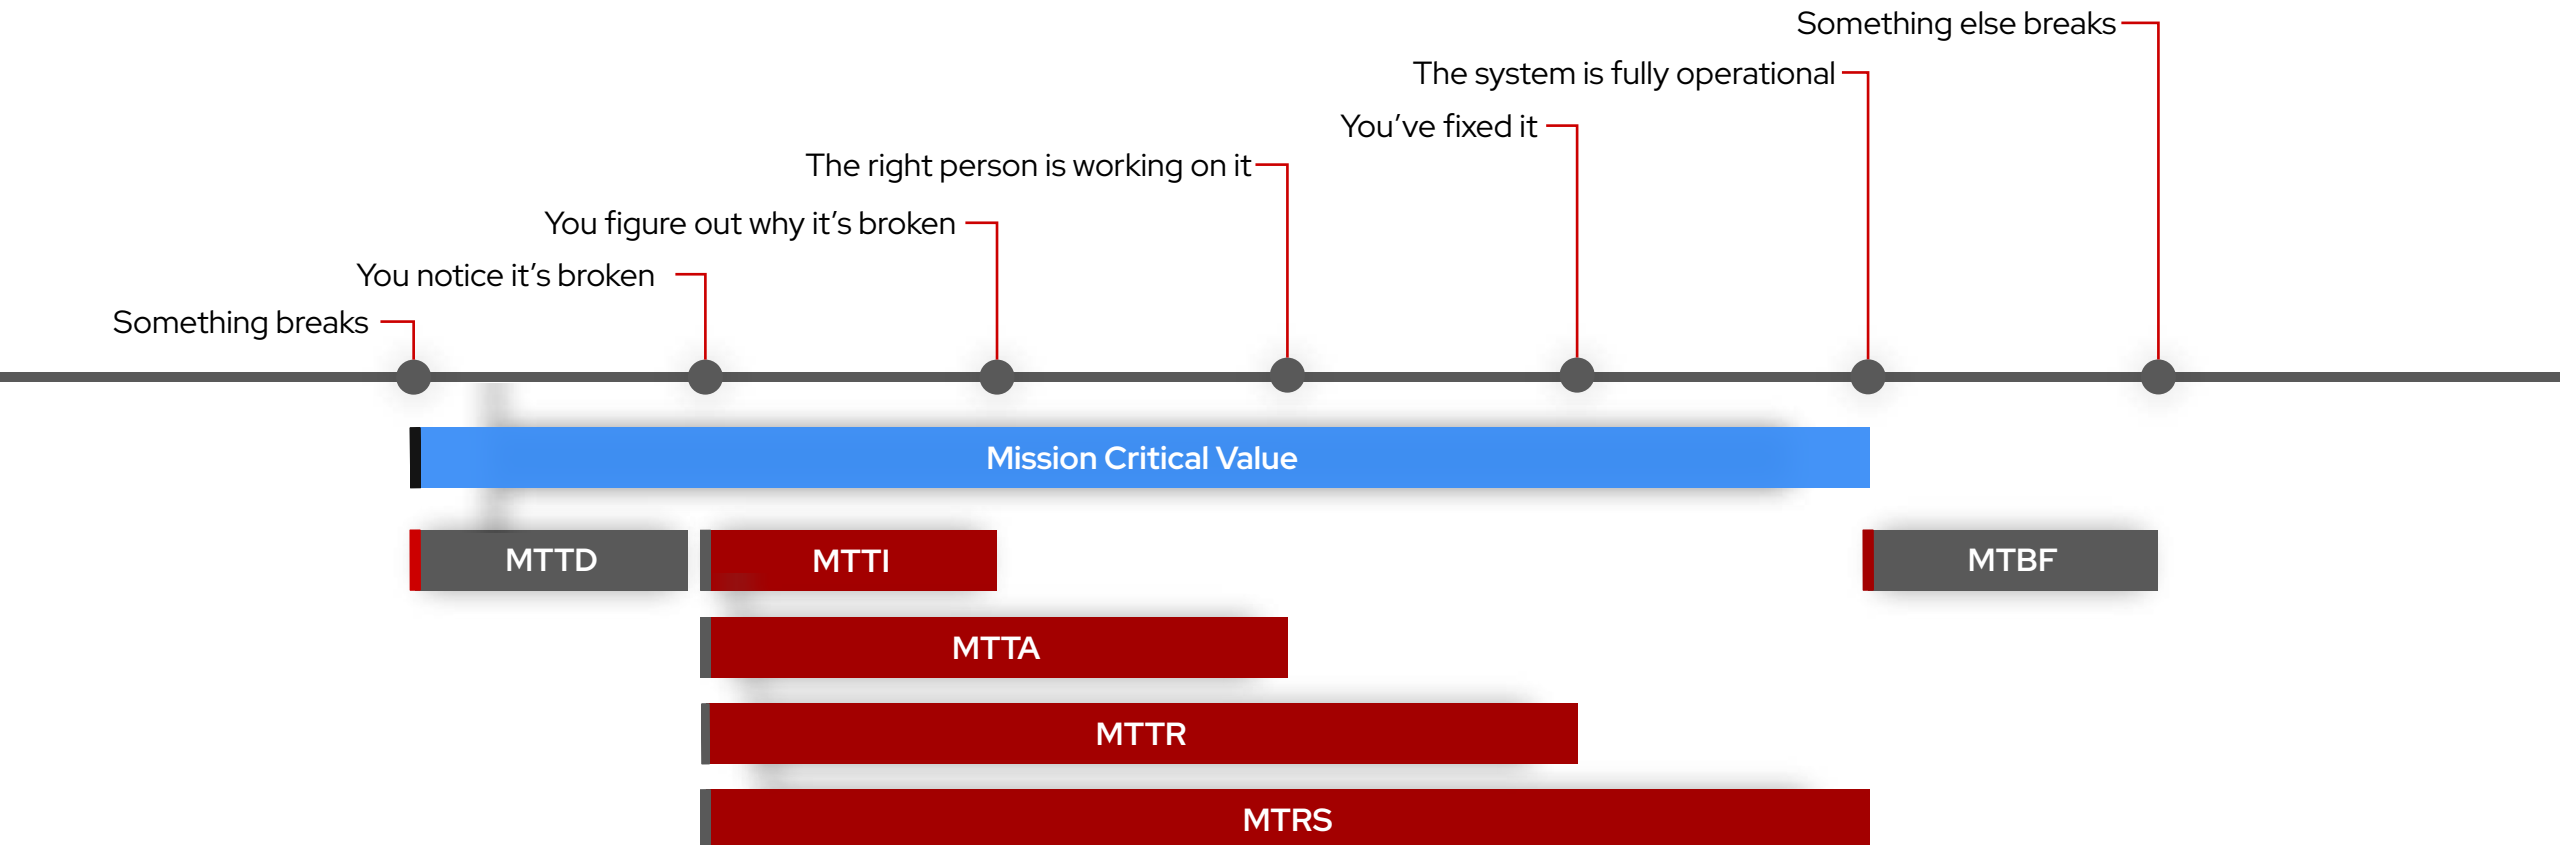 Something else breaks
The system is fully operational
You’ve fixed it
The right person is working on it
You figure out why it’s broken
You notice it’s broken
Something breaks
Mission Critical Value
MTTD
MTTI
MTBF
MTTA
MTTR
MTRS